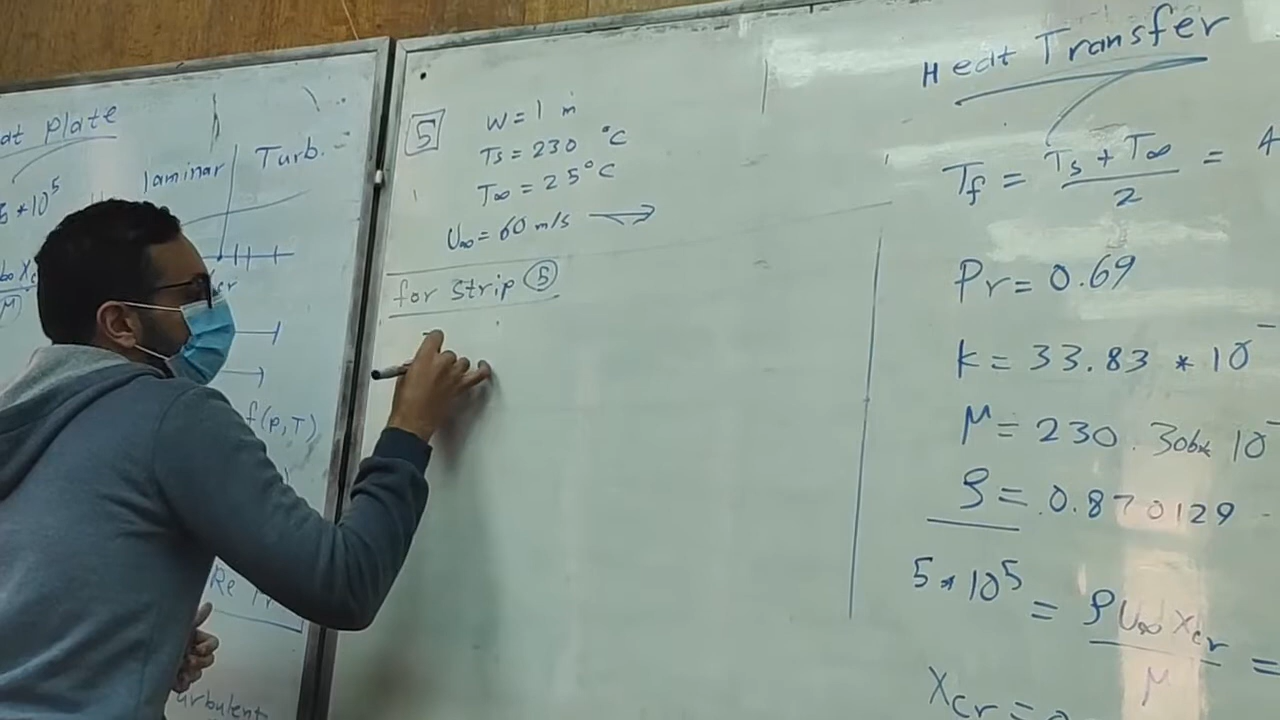 at plate
5*10^5
laminar
Turb.
f(P,T)
Re
urbulent
5
W=1 m
Ts=230 °C
T∞=25°C
U∞=60 m/s →
for Strip ⑤
Heat Transfer
Tf = (Ts + T∞)/2 = 4
Pr=0.69
k=33.83 * 10^-
μ=230.306* 10^-
ρ=0.870129
5*10^5 = ρU∞Xcr/μ =
Xcr=0